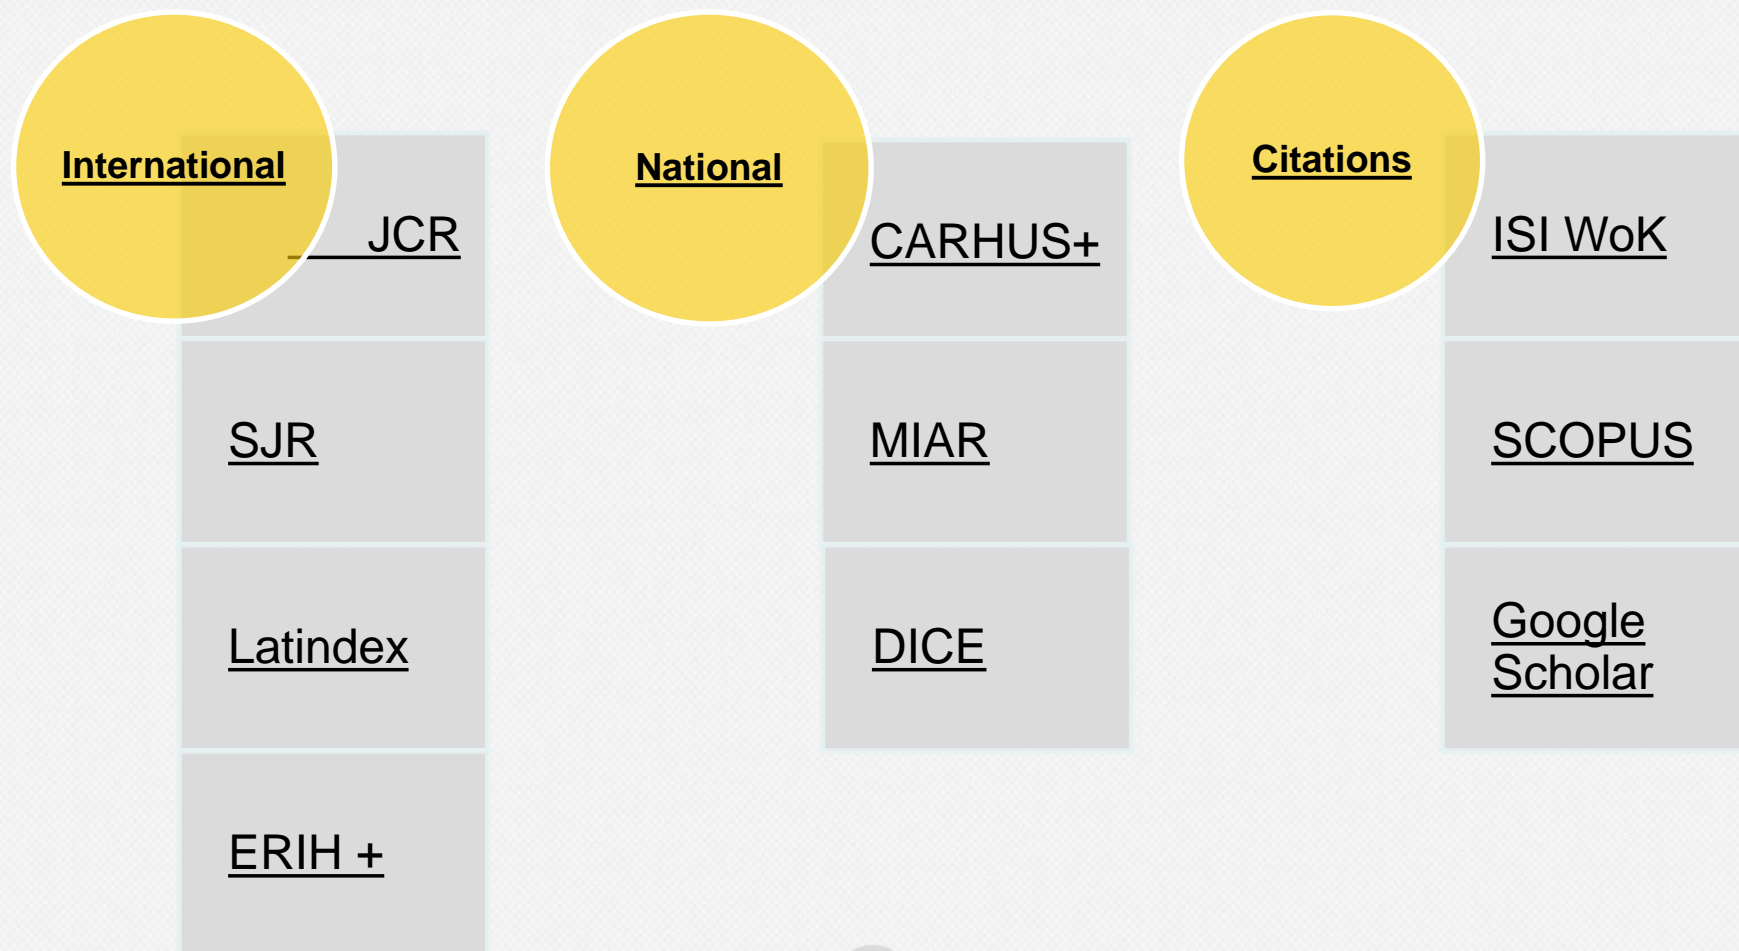 International
JCR
SJR
Latindex
ERIH +
National
CARHUS+
MIAR
DICE
Citations
ISI WoK
SCOPUS
Google
Scholar